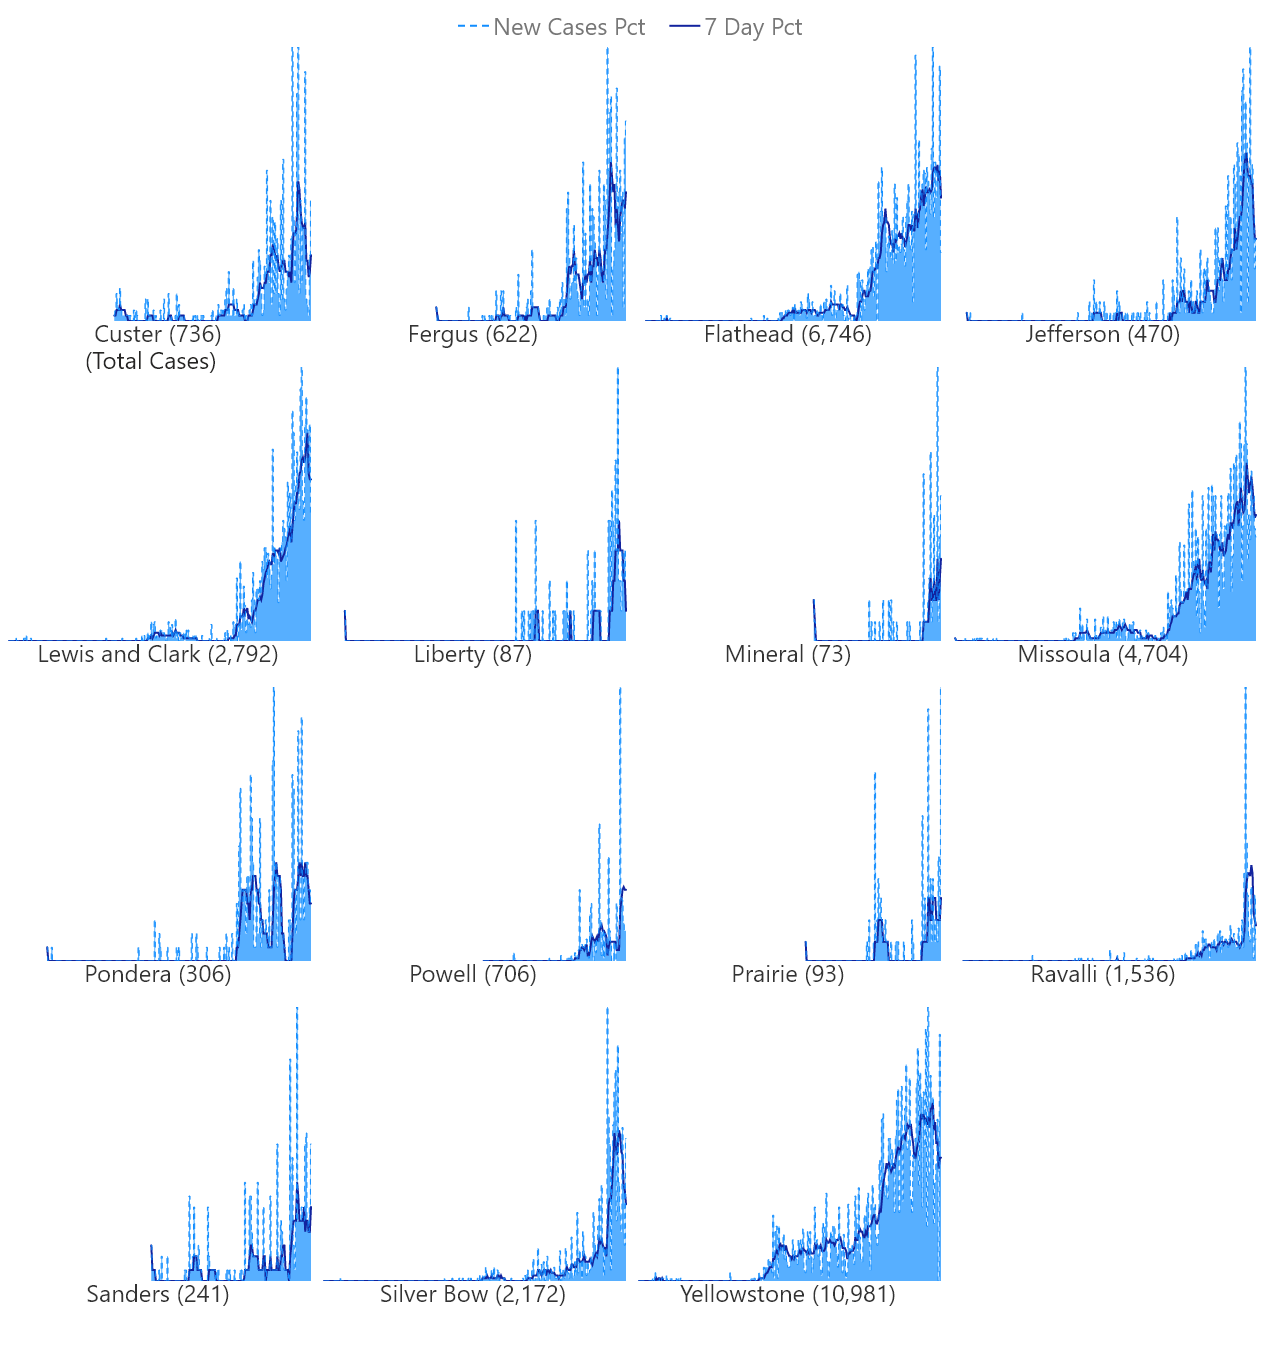 New Cases Pct 7 Day Pct
Custer (736) Fergus (622) Flathead (6,746) Jefferson (470)
(Total Cases)
Lewis and Clark (2,792) Liberty (87) Mineral (73) Missoula (4,704)
Pondera (306) Powell (706) Prairie (93) Ravalli (1,536)
Sanders (241) Silver Bow (2,172) Yellowstone (10,981)